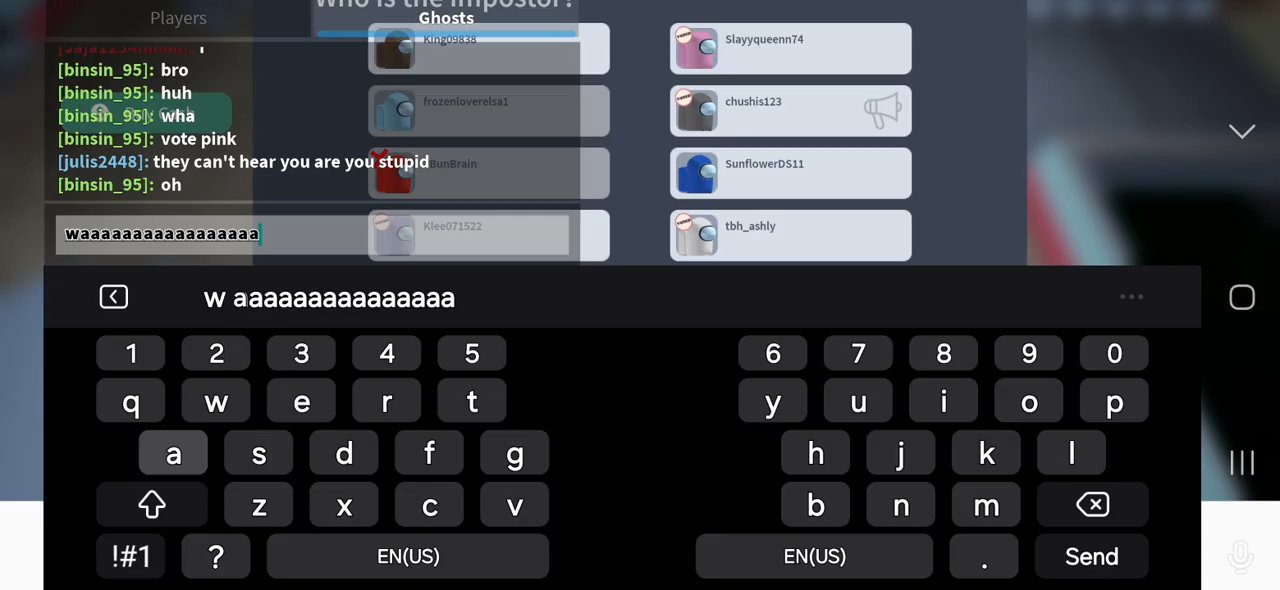 Who is the impostor?
Players
Ghosts
King09838
Slayyqueenn74
[binsin_95]: bro
[binsin_95]: huh
frozenloverelsa1
chushis123
[binsin_95]: wha
[binsin_95]: vote pink
[julis2448]: they can't hear you are you stupid
BunBrain
SunflowerDS11
[binsin_95]: oh
Klee071522
tbh_ashly
waaaaaaaaaaaaaaaaa
w aaaaaaaaaaaaaaa
1 2 3 4 5 6 7 8 9 0
q w e r t y u i o p
a s d f g h j k l
z x c v b n m
!#1 ? EN(US) EN(US) . Send